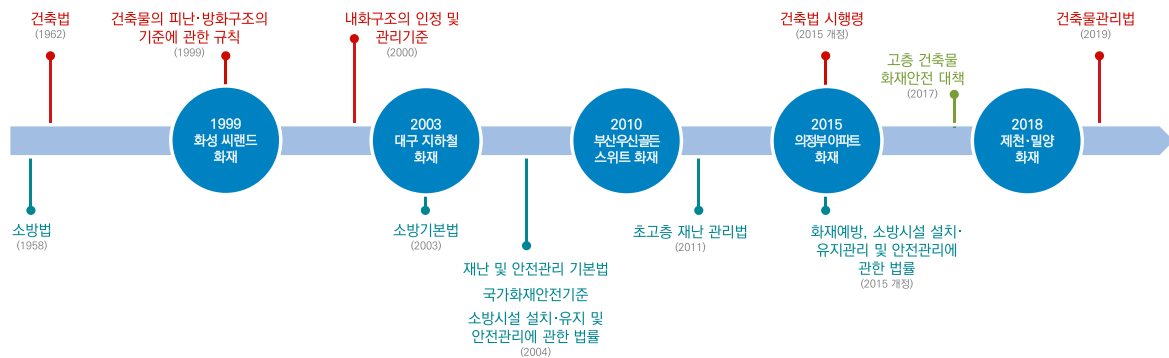 건축법
(1962)
건축물의 피난·방화구조의
기준에 관한 규칙
(1999)
내화구조의 인정 및
관리기준
(2000)
건축법 시행령
(2015 개정)
고층 건축물
화재안전 대책
(2017)
건축물관리법
(2019)
1999
화성 씨랜드
화재
2003
대구 지하철
화재
2010
부산우신골든
스위트 화재
2015
의정부아파트
화재
2018
제천·밀양
화재
소방법
(1958)
소방기본법
(2003)
재난 및 안전관리 기본법
국가화재안전기준
소방시설 설치·유지 및
안전관리에 관한 법률
(2004)
초고층 재난 관리법
(2011)
화재예방, 소방시설 설치·
유지관리 및 안전관리에
관한 법률
(2015 개정)